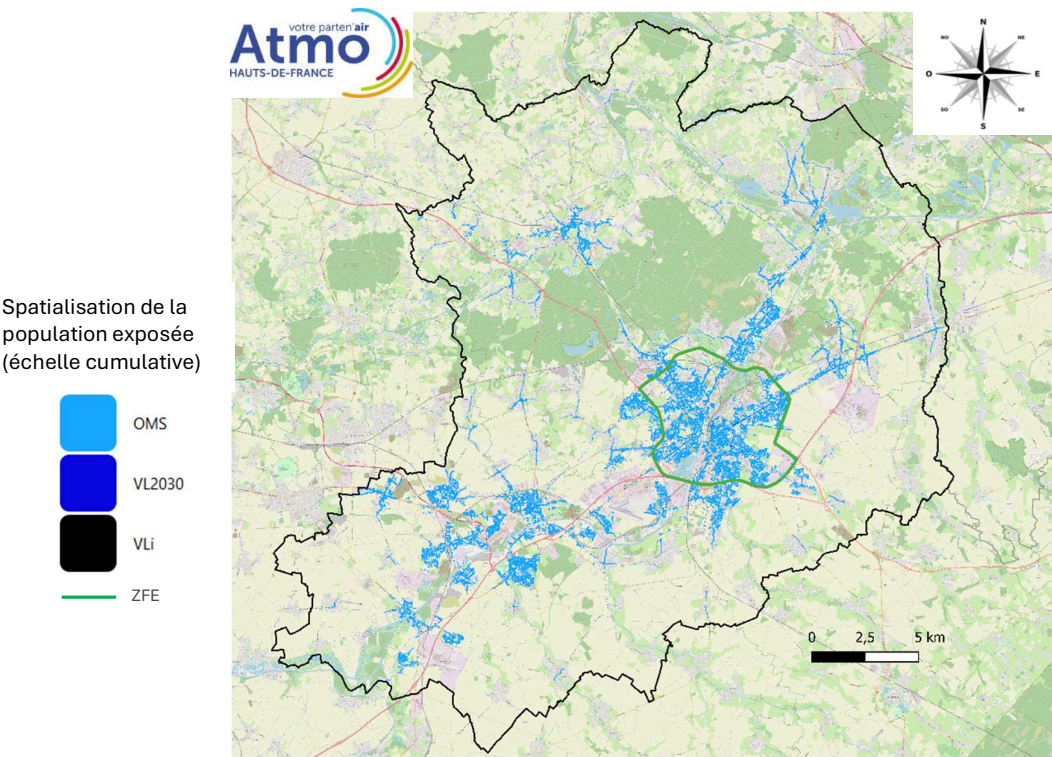 votre parten'air
Atmo
HAUTS-DE-FRANCE
N
NO
NE
O
E
SO
SE
S
Spatialisation de la
population exposée
(échelle cumulative)
OMS
VL2030
VLi
ZFE
0 2,5 5 km